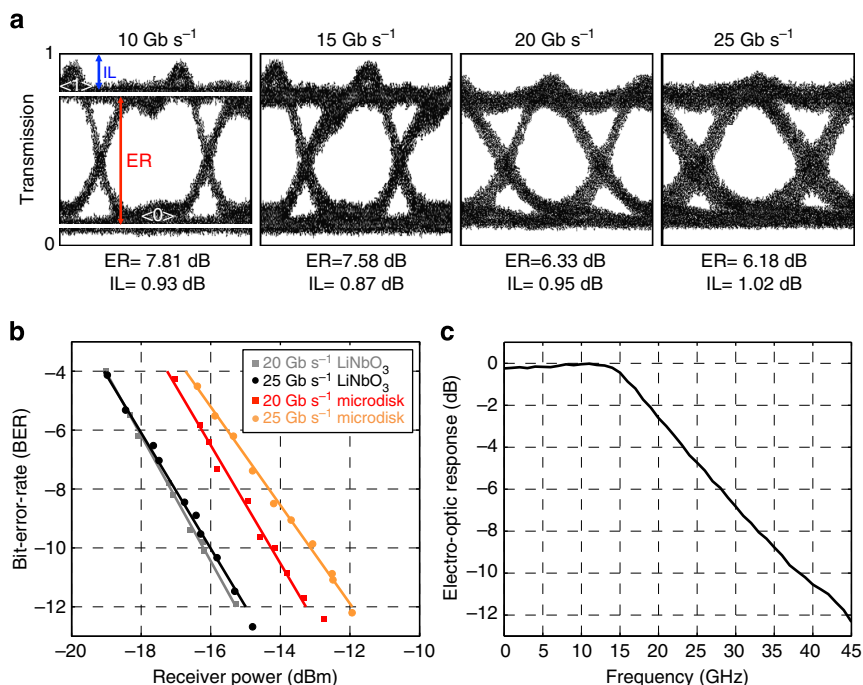 a
10 Gb s⁻¹ 15 Gb s⁻¹ 20 Gb s⁻¹ 25 Gb s⁻¹
1
IL
<1>
Transmission
ER
<0>
0
ER= 7.81 dB ER=7.58 dB ER=6.33 dB ER= 6.18 dB
IL= 0.93 dB IL= 0.87 dB IL= 0.95 dB IL= 1.02 dB
b
20 Gb s⁻¹ LiNbO₃
25 Gb s⁻¹ LiNbO₃
20 Gb s⁻¹ microdisk
25 Gb s⁻¹ microdisk
−4
−6
−8
−10
−12
Bit-error-rate (BER)
−20 −18 −16 −14 −12 −10
Receiver power (dBm)
c
0
−2
−4
−6
−8
−10
−12
Electro-optic response (dB)
0 5 10 15 20 25 30 35 40 45
Frequency (GHz)